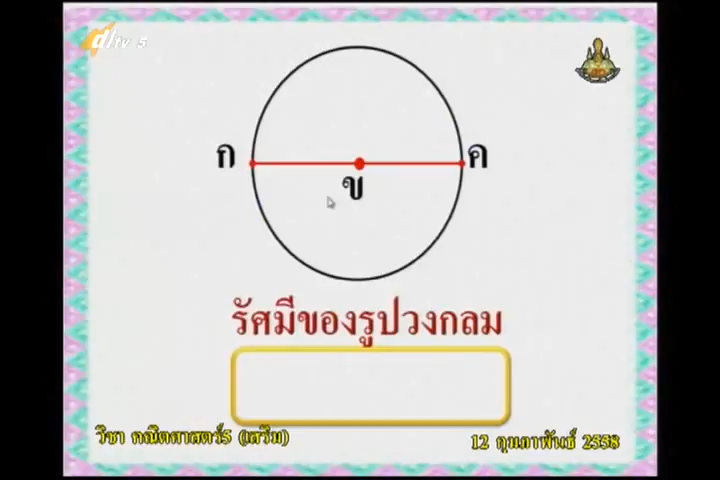 dltv 5
ก ค
ข
รัศมีของรูปวงกลม
วิชา คณิตศาสตร์5 (เสริม)
12 กุมภาพันธ์ 2558